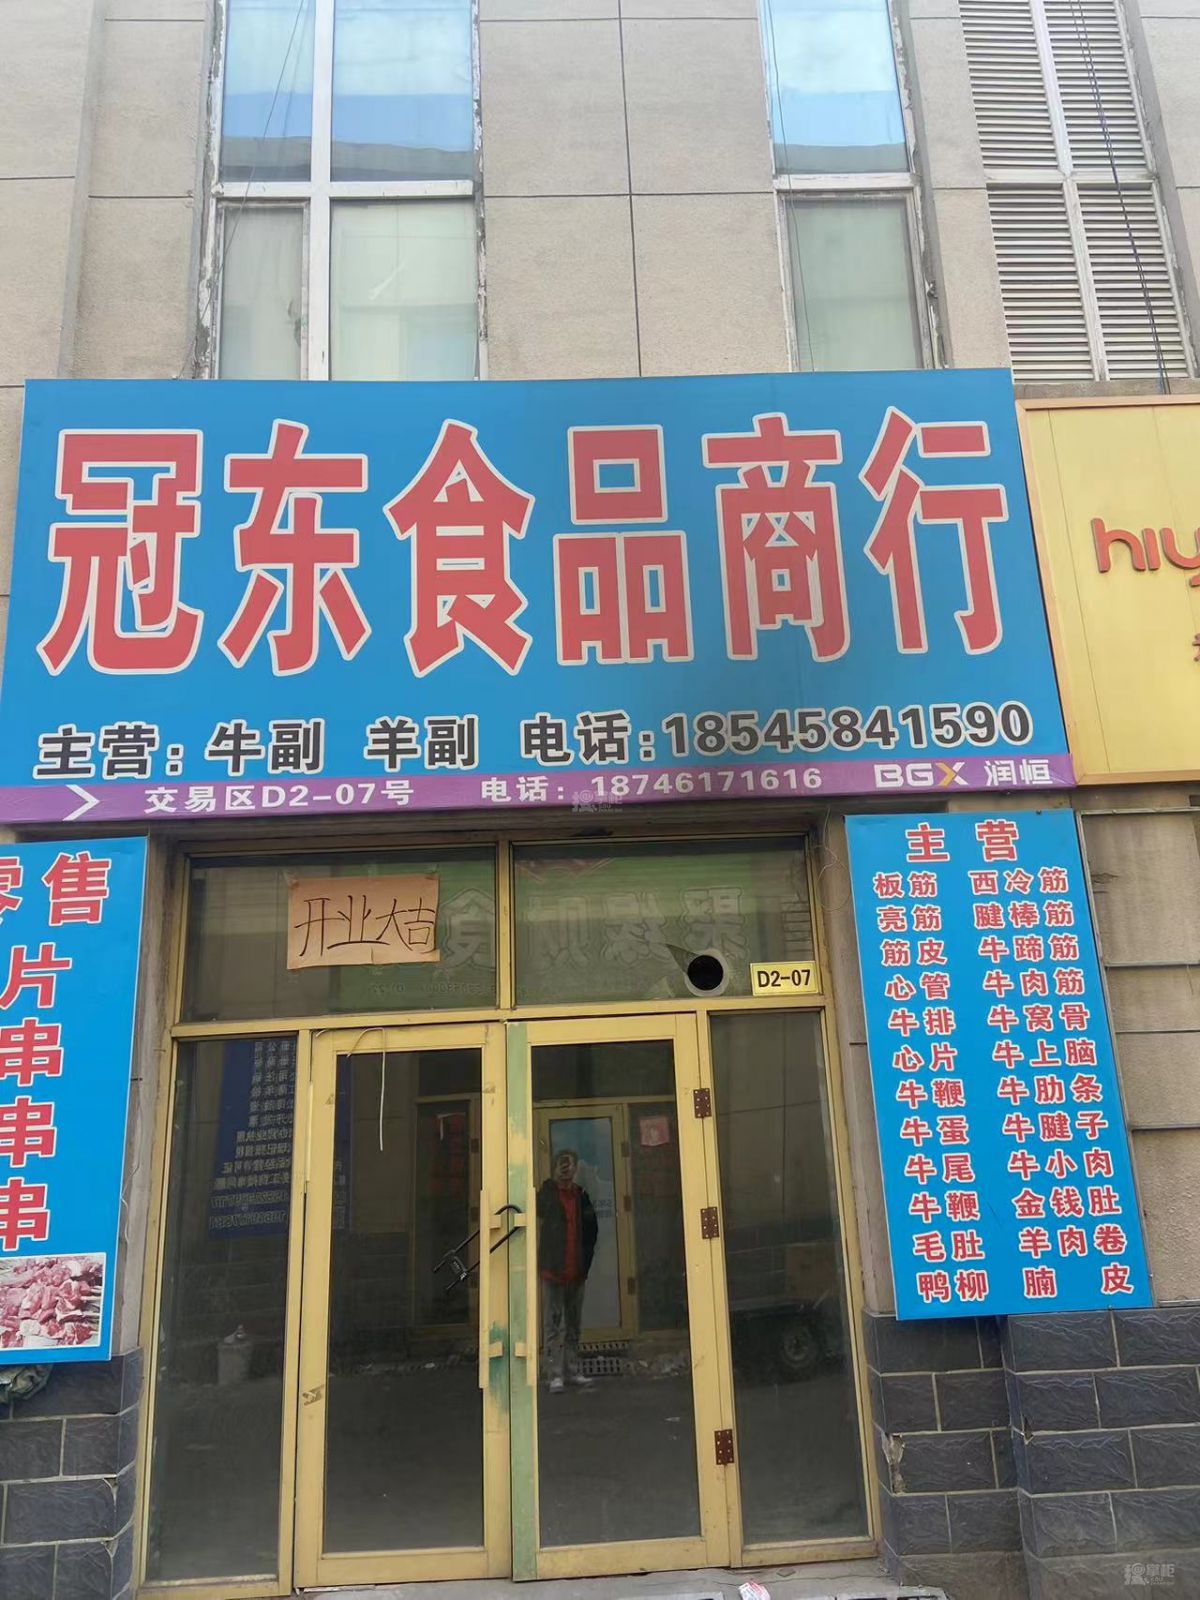 冠东食品商行
主营:牛副 羊副 电话:18545841590
交易区D2-07号 电话:18746171616 BGX 润恒
hiy
零售
片
串
串
串
开业大吉
D2-07
主营
板筋 西冷筋
亮筋 腱棒筋
筋皮 牛蹄筋
心管 牛肉筋
牛排 牛窝骨
心片 牛上脑
牛鞭 牛肋条
牛蛋 牛腱子
牛尾 牛小肉
牛鞭 金钱肚
毛肚 羊肉卷
鸭柳 腩皮